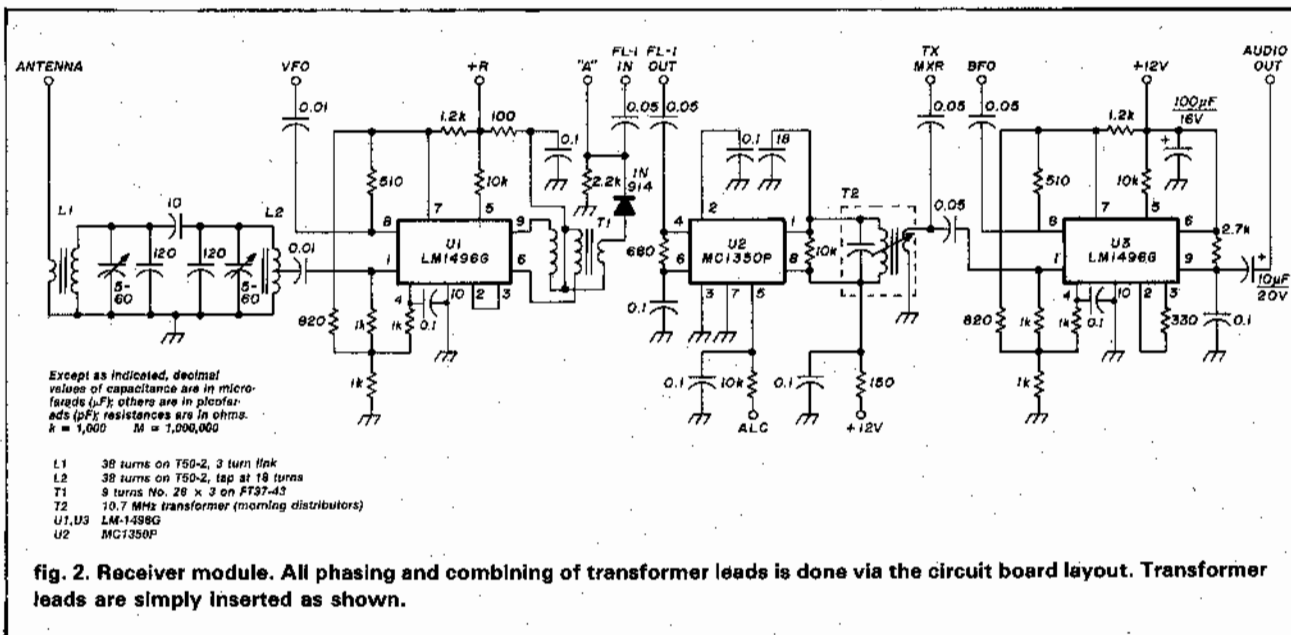 ANTENNA
VFO
+R
"A"
FL-1 IN
FL-1 OUT
TX MXR
BFO
+12V
AUDIO OUT
0.01
1.2k
100
0.1
0.05
0.05
0.1
18
0.05
0.05
1.2k
100µF
16V
+
L1
10
L2
510
10k
2.2k
1N
914
2
T2
0.05
510
10k
5-
60
120
120
5-
60
0.01
8
7
5
9
T1
4
1
10k
8
7
5
6
2.7k
U1
LM1496G
680
U2
MC1350P
U3
LM1496G
1
6
6
8
1
9
+
10µF
20V
820
1k
4
1k
0.1
10
2
3
0.1
3
7
5
820
1k
4
1k
0.1
10
2
3
330
0.1
1k
0.1
10k
0.1
150
1k
ALC
+12V
Except as indicated, decimal
values of capacitance are in micro-
farads (µF); others are in picofar-
ads (pF); resistances are in ohms.
k = 1,000 M = 1,000,000
L1 38 turns on T50-2, 3 turn link
L2 38 turns on T50-2, tap at 18 turns
T1 9 turns No. 28 x 3 on FT37-43
T2 10.7 MHz transformer (morning distributors)
U1,U3 LM-1496G
U2 MC1350P
fig. 2. Receiver module. All phasing and combining of transformer leads is done via the circuit board layout. Transformer
leads are simply inserted as shown.